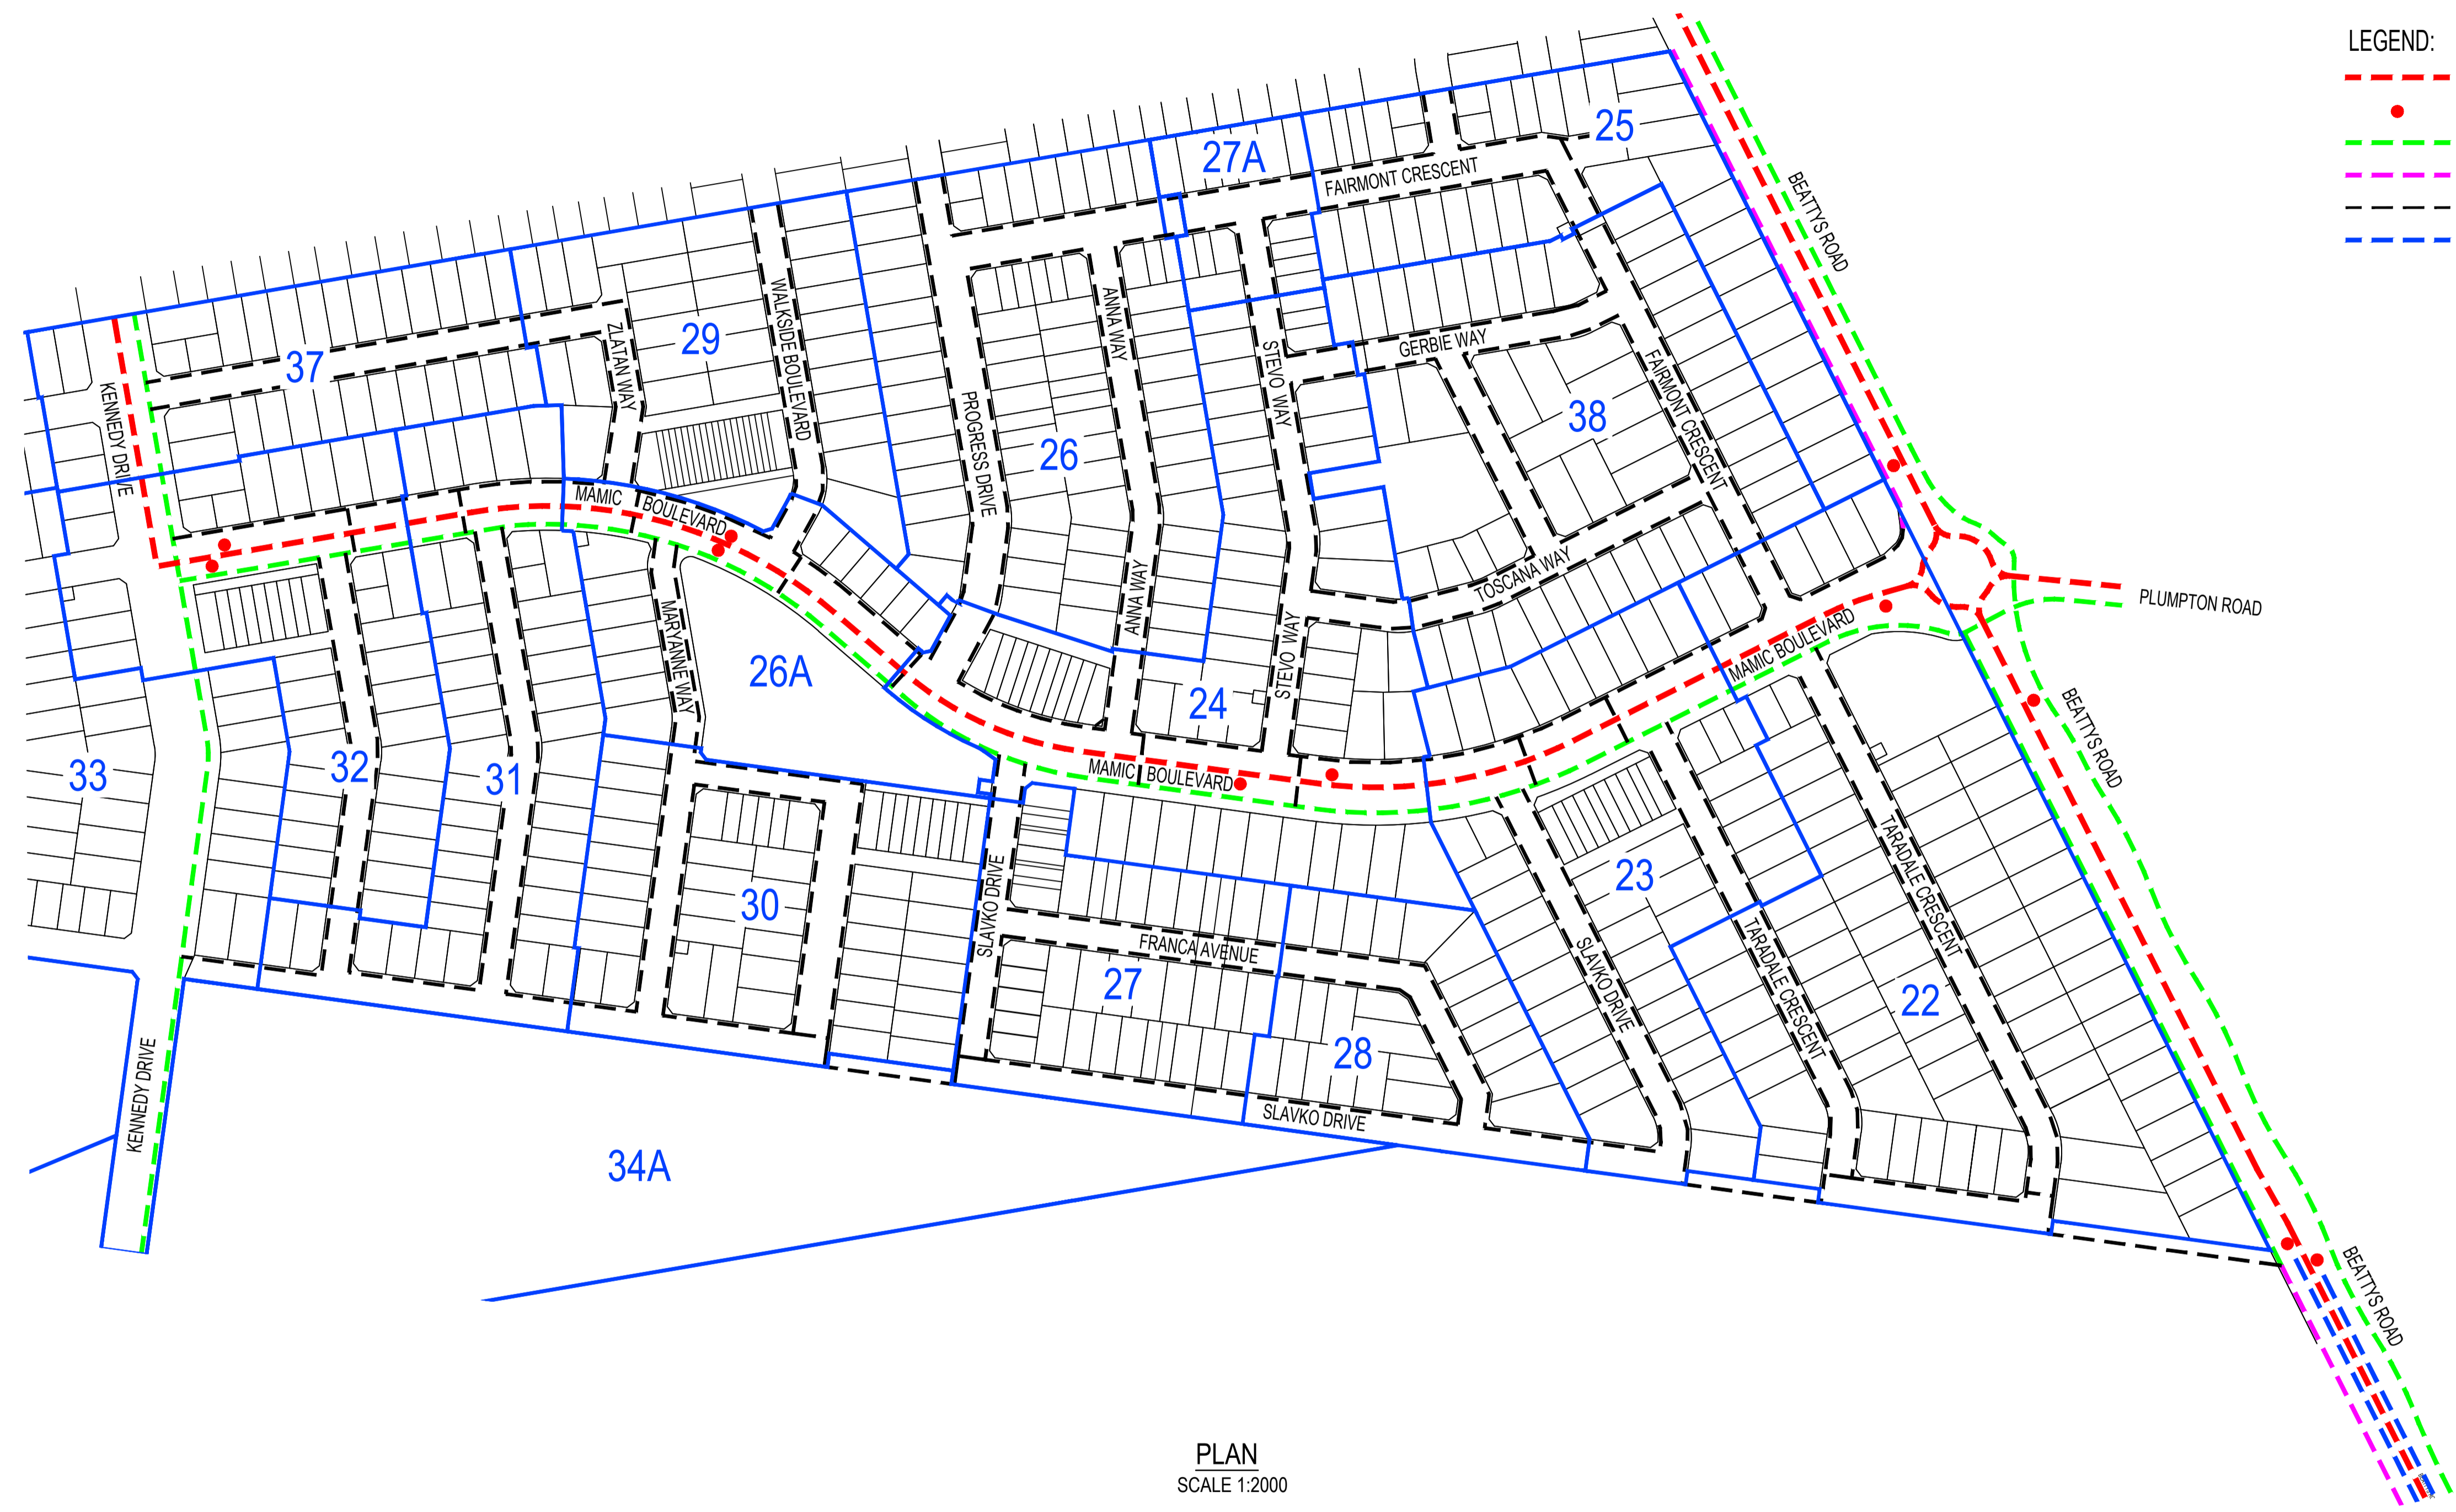 LEGEND:
25
27A
FAIRMONT CRESCENT
BEATTYS ROAD
WALKSIDE BOULEVARD
29
ZATAN WAY
37
KENNEDY DRIVE
ANNA WAY
STEVO WAY
GERBIE WAY
FAIRMONT CRESCENT
38
PROGRESS DRIVE
26
MAMIC
BOULEVARD
TOSCANA WAY
PLUMPTON ROAD
ANNA WAY
MARYANNE WAY
26A
STEVO WAY
24
MAMIC BOULEVARD
BEATTYS ROAD
33
32
31
MAMIC BOULEVARD
TARADALE CRESCENT
23
30
SLAVKO DRIVE
FRANCA AVENUE
27
SLAVKO DRIVE
TARADALE CRESCENT
22
28
KENNEDY DRIVE
SLAVKO DRIVE
34A
BEATTYS ROAD
PLAN
SCALE 1:2000